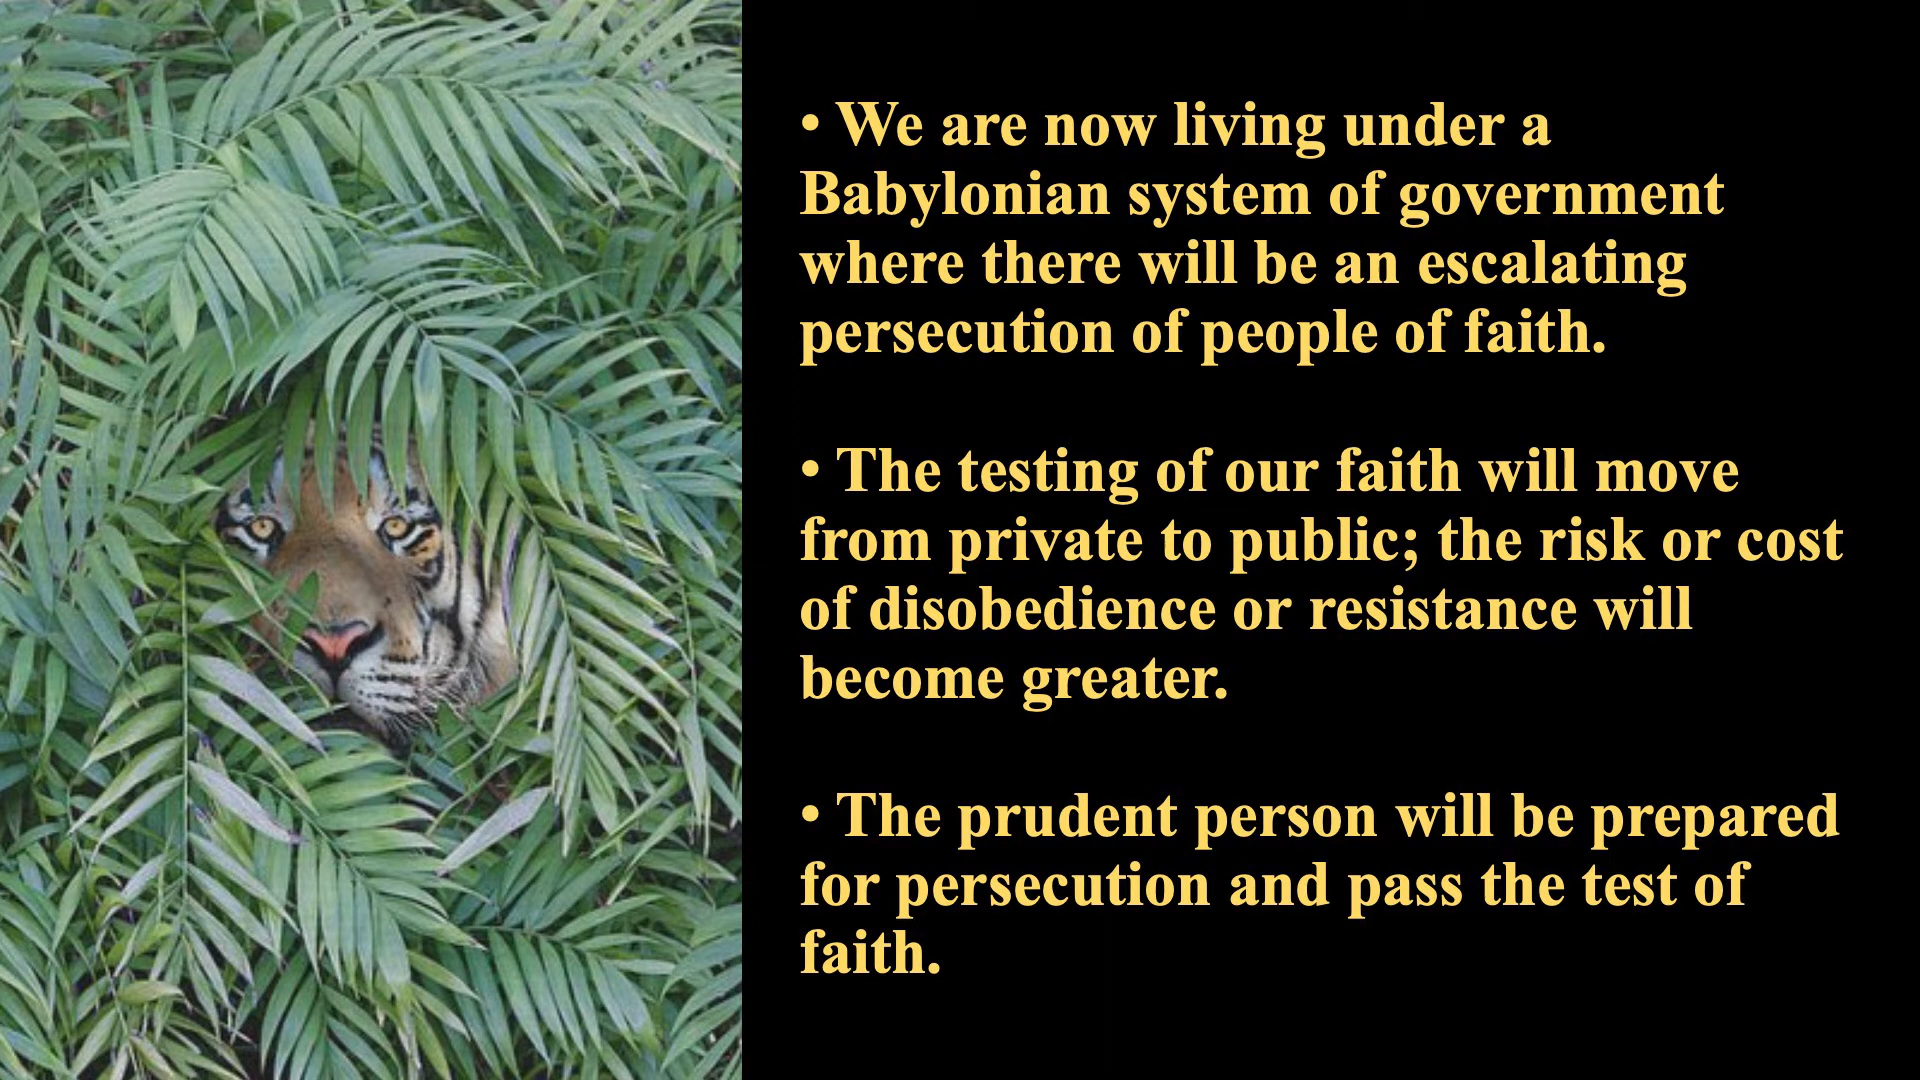 • We are now living under a
Babylonian system of government
where there will be an escalating
persecution of people of faith.
• The testing of our faith will move
from private to public; the risk or cost
of disobedience or resistance will
become greater.
• The prudent person will be prepared
for persecution and pass the test of
faith.